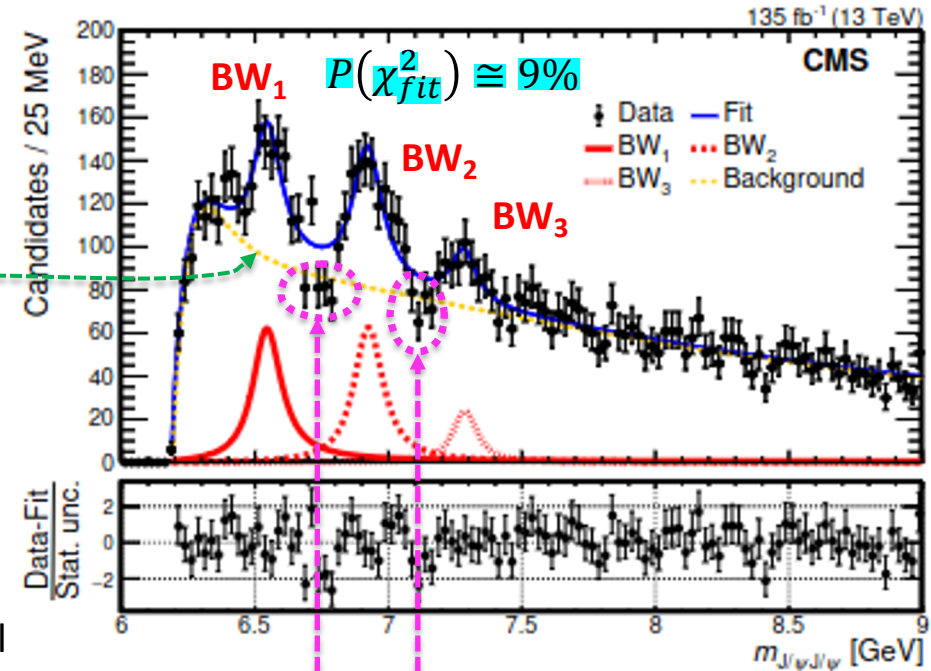 135 fb⁻¹ (13 TeV)
CMS
BW₁
P(χ²_fit) ≅ 9%
Data
Fit
BW₁
BW₂
BW₃
Background
BW₂
BW₃
Candidates / 25 MeV
200
180
160
140
120
100
80
60
40
20
0
Data-Fit
Stat. unc.
2
0
−2
6 6.5 7 7.5 8 8.5 9
m_J/ψJ/ψ [GeV]